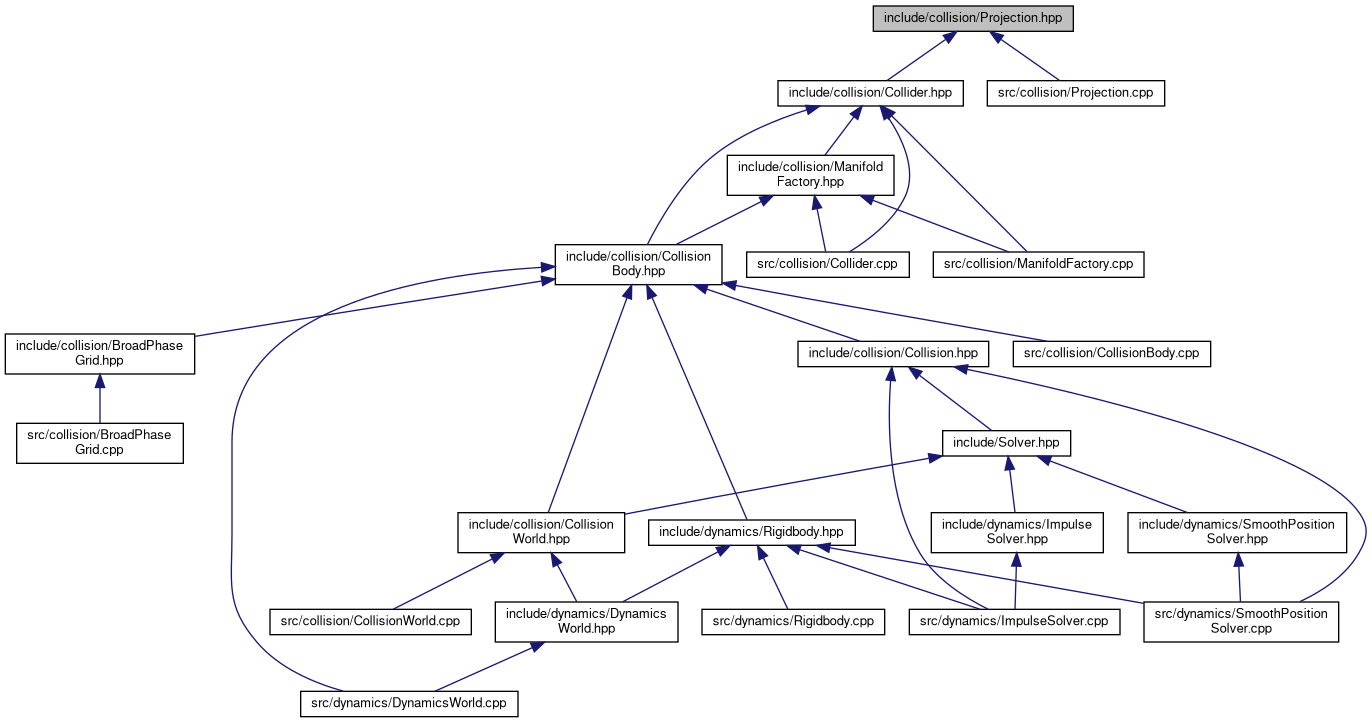 include/collision/Projection.hpp
include/collision/Collider.hpp
src/collision/Projection.cpp
include/collision/Manifold
Factory.hpp
include/collision/Collision
Body.hpp
src/collision/Collider.cpp
src/collision/ManifoldFactory.cpp
include/collision/BroadPhase
Grid.hpp
include/collision/Collision.hpp
src/collision/CollisionBody.cpp
src/collision/BroadPhase
Grid.cpp
include/Solver.hpp
include/collision/Collision
World.hpp
include/dynamics/Rigidbody.hpp
include/dynamics/Impulse
Solver.hpp
include/dynamics/SmoothPosition
Solver.hpp
src/collision/CollisionWorld.cpp
include/dynamics/Dynamics
World.hpp
src/dynamics/Rigidbody.cpp
src/dynamics/ImpulseSolver.cpp
src/dynamics/SmoothPosition
Solver.cpp
src/dynamics/DynamicsWorld.cpp